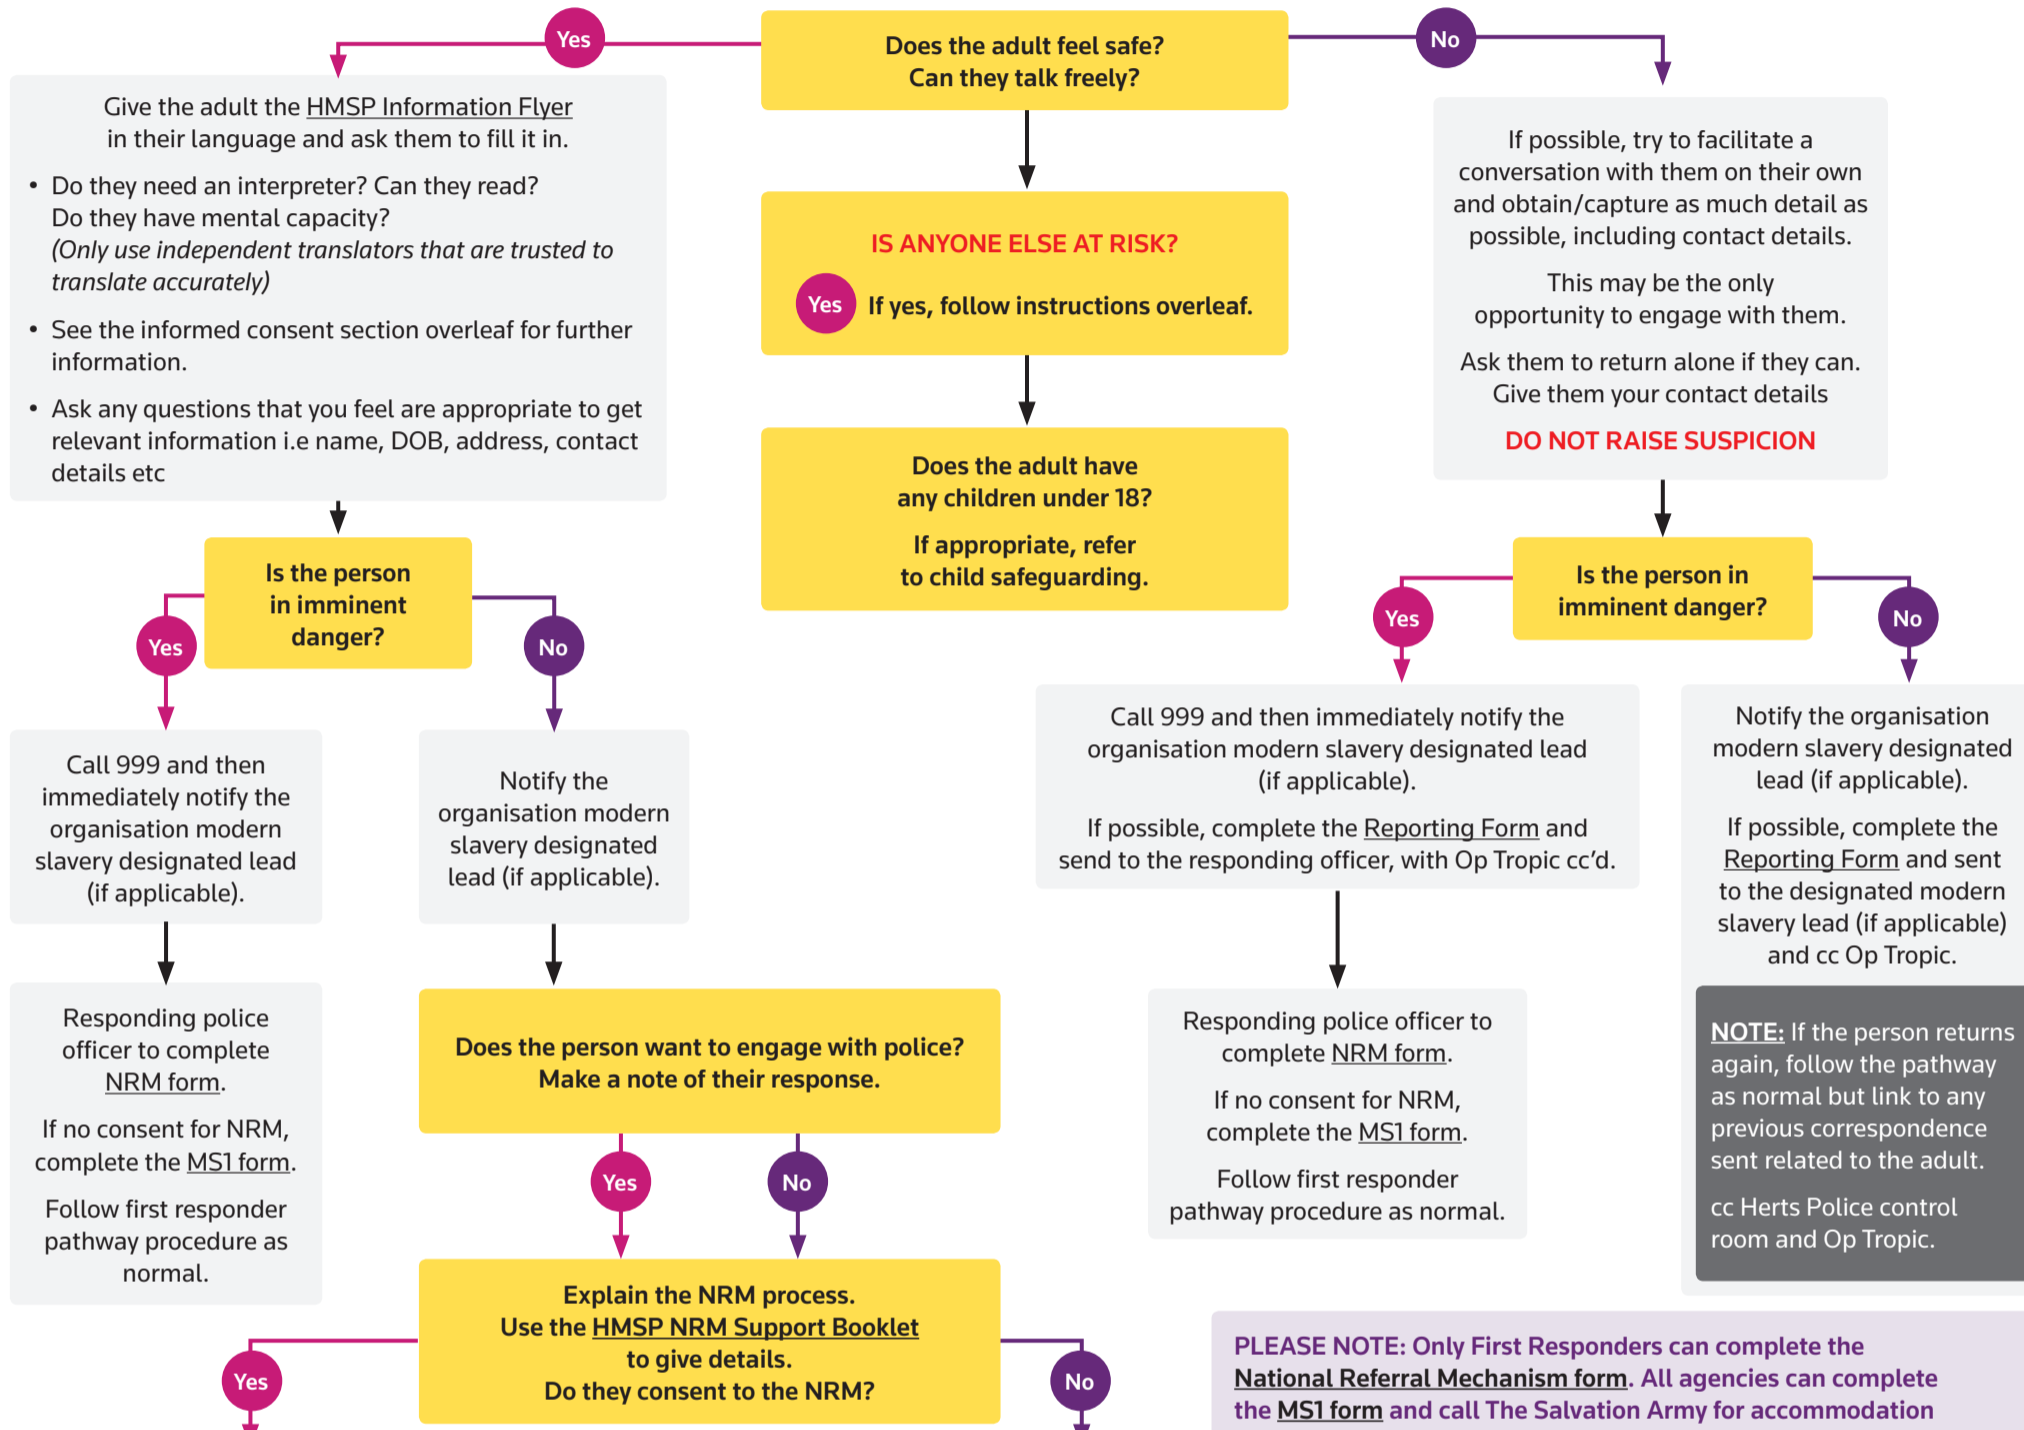 Yes
Does the adult feel safe?
Can they talk freely?
No
Give the adult the HMSP Information Flyer
in their language and ask them to fill it in.
• Do they need an interpreter? Can they read?
Do they have mental capacity?
(Only use independent translators that are trusted to
translate accurately)
• See the informed consent section overleaf for further
information.
• Ask any questions that you feel are appropriate to get
relevant information i.e name, DOB, address, contact
details etc
IS ANYONE ELSE AT RISK?
Yes If yes, follow instructions overleaf.
Does the adult have
any children under 18?
If appropriate, refer
to child safeguarding.
If possible, try to facilitate a
conversation with them on their own
and obtain/capture as much detail as
possible, including contact details.
This may be the only
opportunity to engage with them.
Ask them to return alone if they can.
Give them your contact details
DO NOT RAISE SUSPICION
Is the person
in imminent
danger?
Yes
No
Call 999 and then
immediately notify the
organisation modern
slavery designated lead
(if applicable).
Notify the
organisation modern
slavery designated
lead (if applicable).
Responding police
officer to complete
NRM form.
If no consent for NRM,
complete the MS1 form.
Follow first responder
pathway procedure as
normal.
Does the person want to engage with police?
Make a note of their response.
Yes
No
Explain the NRM process.
Use the HMSP NRM Support Booklet
to give details.
Do they consent to the NRM?
Yes
No
Is the person in
imminent danger?
Yes
No
Call 999 and then immediately notify the
organisation modern slavery designated lead
(if applicable).
If possible, complete the Reporting Form and
send to the responding officer, with Op Tropic cc'd.
Responding police officer to
complete NRM form.
If no consent for NRM,
complete the MS1 form.
Follow first responder
pathway procedure as normal.
Notify the organisation
modern slavery designated
lead (if applicable).
If possible, complete the
Reporting Form and sent
to the designated modern
slavery lead (if applicable)
and cc Op Tropic.
NOTE: If the person returns
again, follow the pathway
as normal but link to any
previous correspondence
sent related to the adult.
cc Herts Police control
room and Op Tropic.
PLEASE NOTE: Only First Responders can complete the
National Referral Mechanism form. All agencies can complete
the MS1 form and call The Salvation Army for accommodation